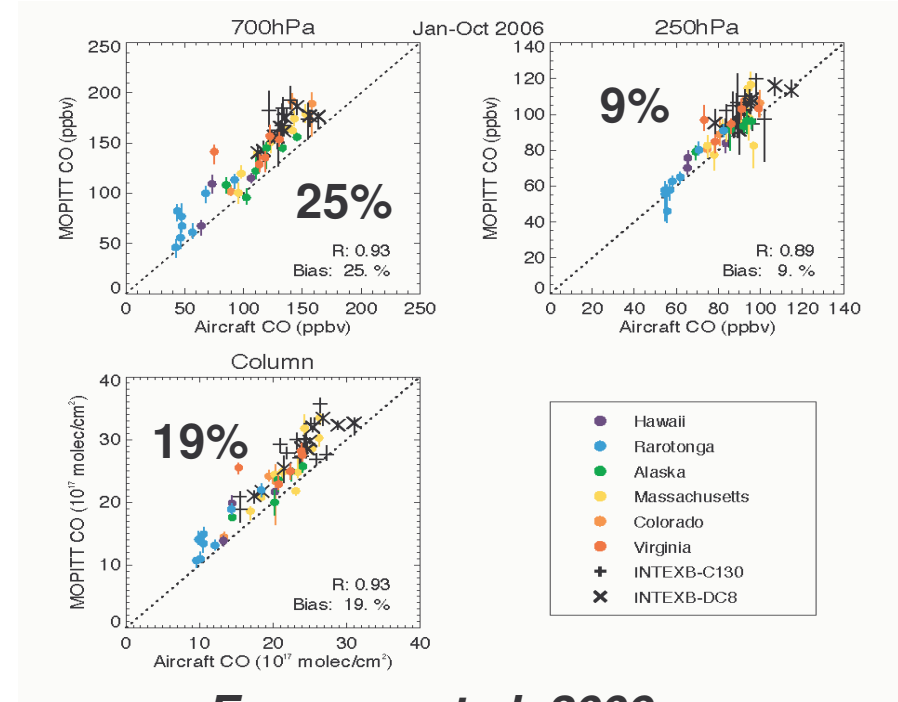 700hPa
Jan-Oct 2006
250hPa
MOPITT CO (ppbv)
250
200
150
100
50
0
25%
R: 0.93
Bias: 25. %
0 50 100 150 200 250
Aircraft CO (ppbv)
MOPITT CO (ppbv)
140
120
100
80
60
40
20
0
9%
R: 0.89
Bias: 9. %
0 20 40 60 80 100 120 140
Aircraft CO (ppbv)
Column
MOPITT CO (10¹⁷ molec/cm²)
40
30
20
10
0
19%
R: 0.93
Bias: 19. %
0 10 20 30 40
Aircraft CO (10¹⁷ molec/cm²)
Hawaii
Rarotonga
Alaska
Massachusetts
Colorado
Virginia
INTEXB-C130
INTEXB-DC8